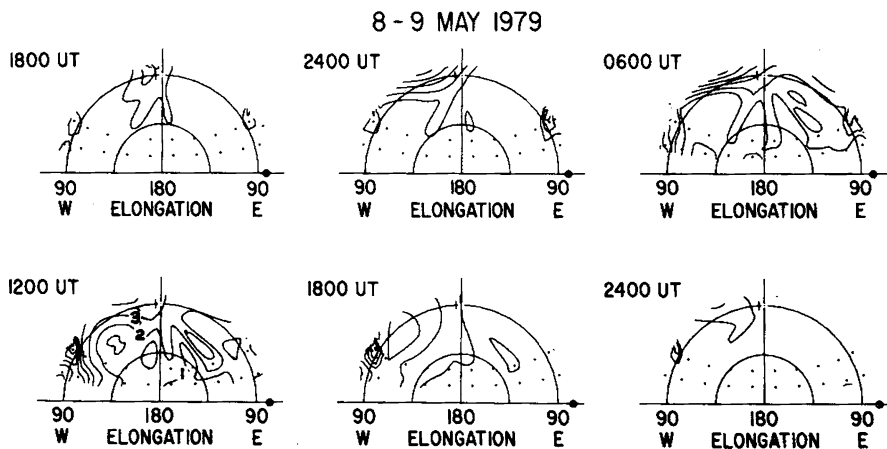 8-9 MAY 1979
1800 UT
2400 UT
0600 UT
90 180 90
W ELONGATION E
90 180 90
W ELONGATION E
90 180 90
W ELONGATION E
1200 UT
1800 UT
2400 UT
3
2
1
90 180 90
W ELONGATION E
90 180 90
W ELONGATION E
90 180 90
W ELONGATION E